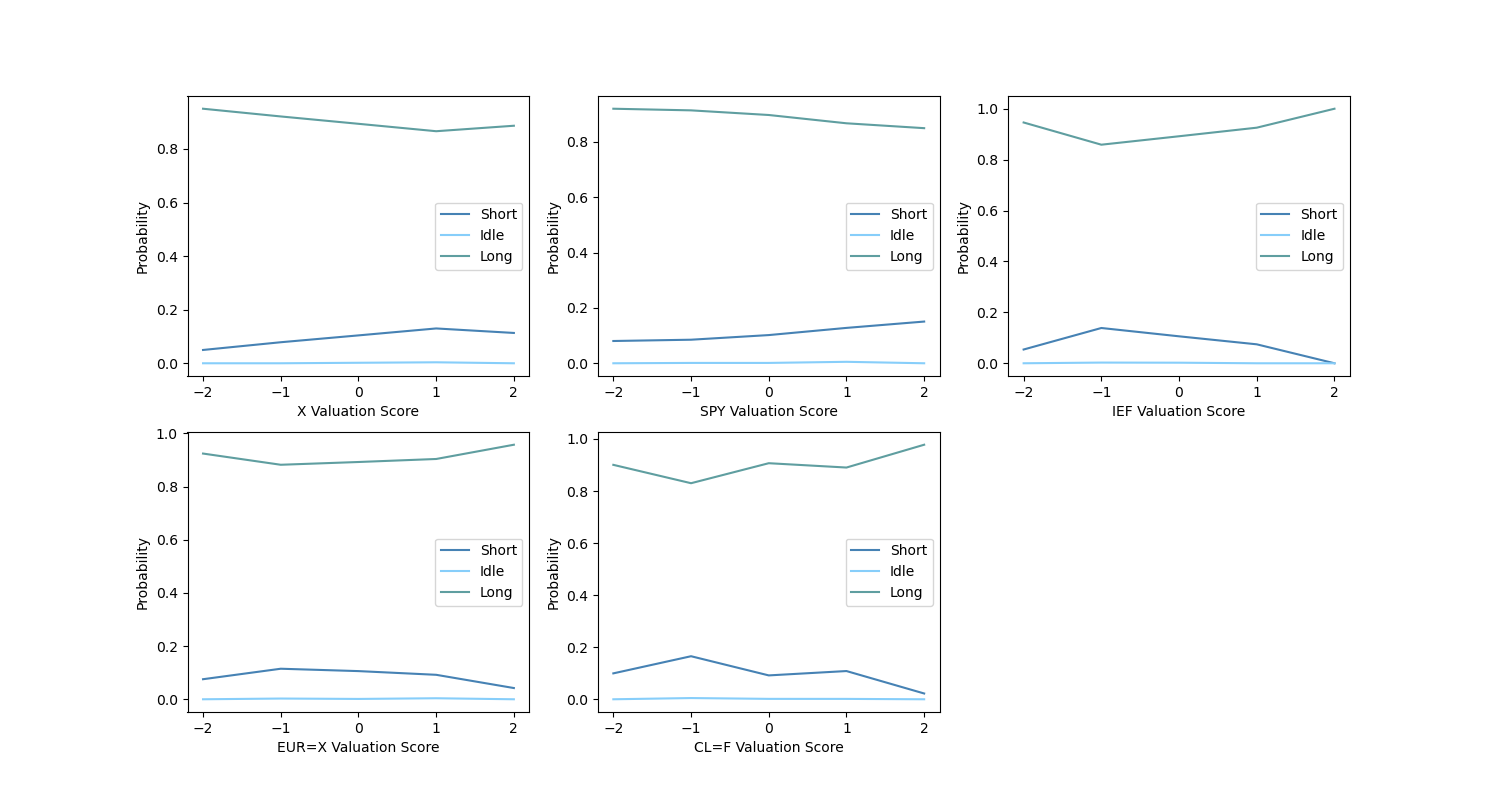 0.8
0.6
0.4
0.2
0.0
Probability
−2 −1 0 1 2
X Valuation Score
Short
Idle
Long
0.8
0.6
0.4
0.2
0.0
Probability
−2 −1 0 1 2
SPY Valuation Score
Short
Idle
Long
1.0
0.8
0.6
0.4
0.2
0.0
Probability
−2 −1 0 1 2
IEF Valuation Score
Short
Idle
Long
1.0
0.8
0.6
0.4
0.2
0.0
Probability
−2 −1 0 1 2
EUR=X Valuation Score
Short
Idle
Long
1.0
0.8
0.6
0.4
0.2
0.0
Probability
−2 −1 0 1 2
CL=F Valuation Score
Short
Idle
Long